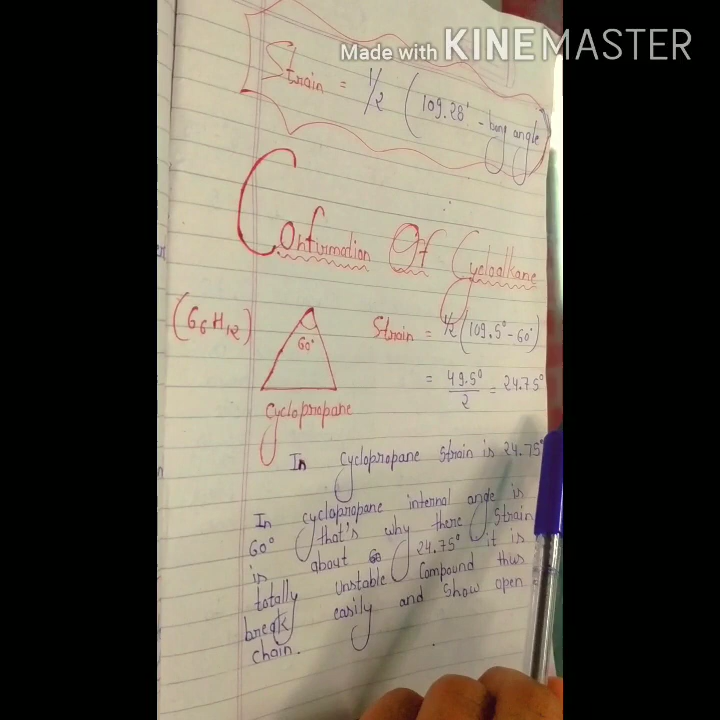 Made with KINEMASTER
Strain = 1/2 (109.28' - bong angle
Confirmation Of Cycloalkane
(C6H12)
60°
Strain = 1/2 (109.5° - 60°)
= 49.5°/2 = 24.75°
Cyclopropane
In Cyclopropane Strain is 24.75°
In cyclopropane internal angle is
60° that's why there Strain
is about 24.75° it is
totally Unstable Compound thus
break easily and Show open
chain.